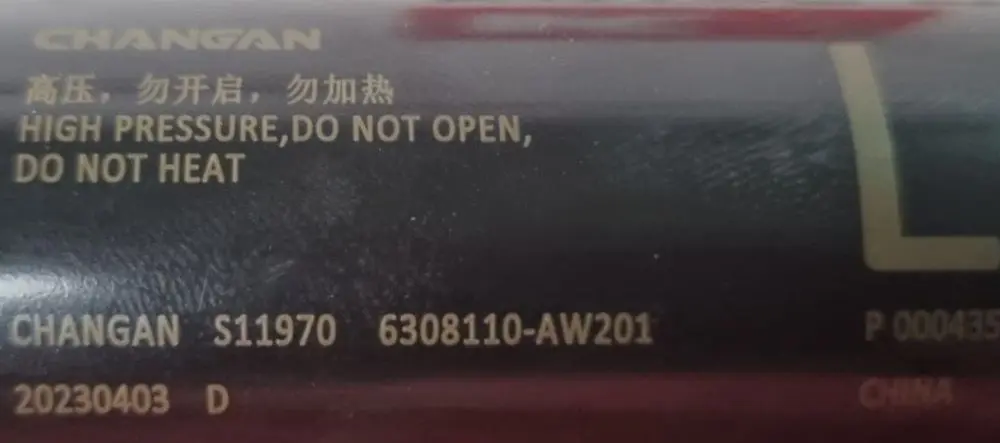 CHANGAN
高压，勿开启，勿加热
HIGH PRESSURE,DO NOT OPEN,
DO NOT HEAT
L
CHANGAN S11970 6308110-AW201
P 000435
20230403 D
CHINA